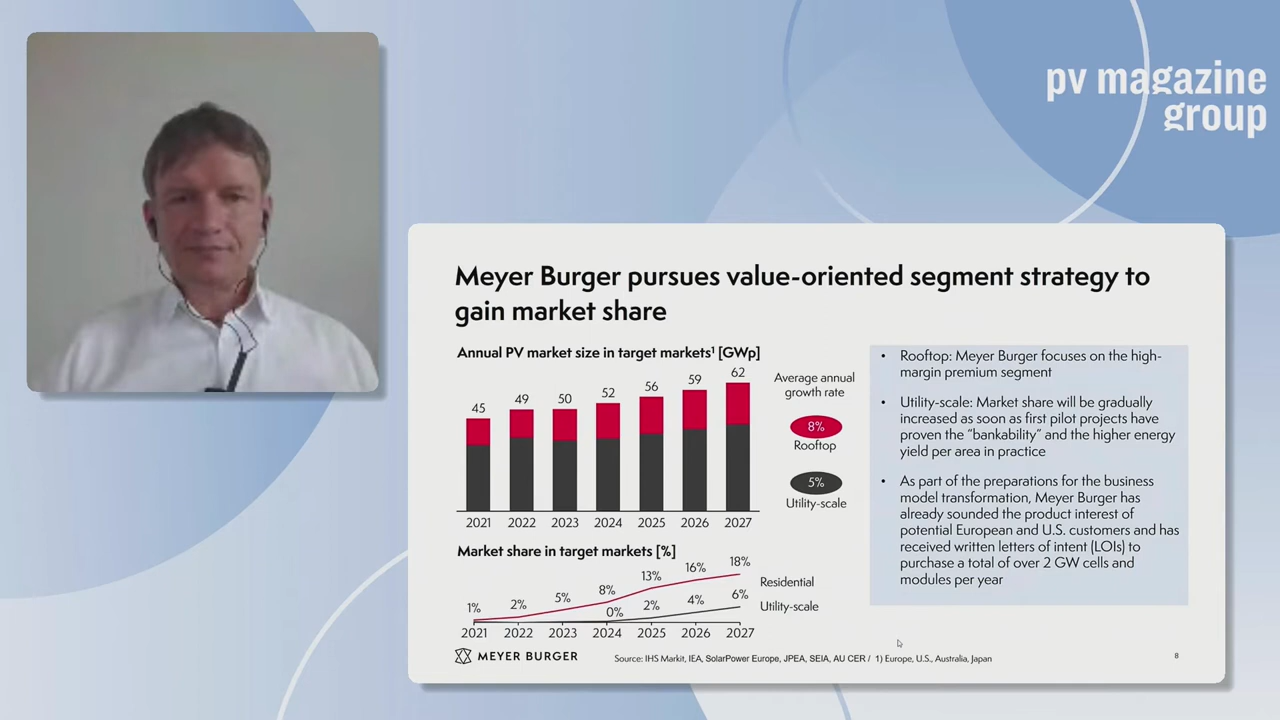 pv magazine
group
Meyer Burger pursues value-oriented segment strategy to
gain market share
Annual PV market size in target markets¹ [GWp]
45 49 50 52 56 59 62
2021 2022 2023 2024 2025 2026 2027
Average annual
growth rate
8%
Rooftop
5%
Utility-scale
Market share in target markets [%]
1% 2% 5% 8% 13% 16% 18%
Residential
0% 2% 4% 6%
Utility-scale
2021 2022 2023 2024 2025 2026 2027
• Rooftop: Meyer Burger focuses on the high-
margin premium segment
• Utility-scale: Market share will be gradually
increased as soon as first pilot projects have
proven the "bankability" and the higher energy
yield per area in practice
• As part of the preparations for the business
model transformation, Meyer Burger has
already sounded the product interest of
potential European and U.S. customers and has
received written letters of intent (LOIs) to
purchase a total of over 2 GW cells and
modules per year
MEYER BURGER
Source: IHS Markit, IEA, SolarPower Europe, JPEA, SEIA, AU CER / 1) Europe, U.S., Australia, Japan
8